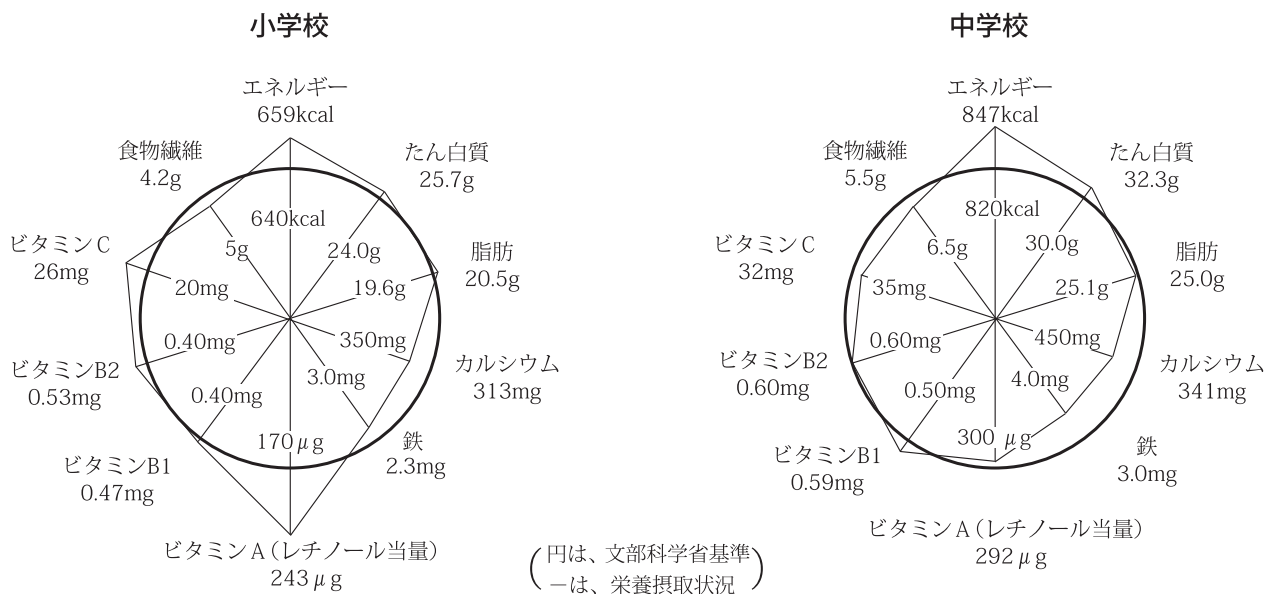 小学校
エネルギー
659kcal
たん白質
25.7g
脂肪
20.5g
カルシウム
313mg
鉄
2.3mg
ビタミンA（レチノール当量）
243μg
ビタミンB1
0.47mg
ビタミンB2
0.53mg
ビタミンC
26mg
食物繊維
4.2g
640kcal
24.0g
19.6g
350mg
3.0mg
170μg
0.40mg
0.40mg
20mg
5g
中学校
エネルギー
847kcal
たん白質
32.3g
脂肪
25.0g
カルシウム
341mg
鉄
3.0mg
ビタミンA（レチノール当量）
292μg
ビタミンB1
0.59mg
ビタミンB2
0.60mg
ビタミンC
32mg
食物繊維
5.5g
820kcal
30.0g
25.1g
450mg
4.0mg
300 μg
0.50mg
0.60mg
35mg
6.5g
（円は、文部科学省基準
－は、栄養摂取状況）